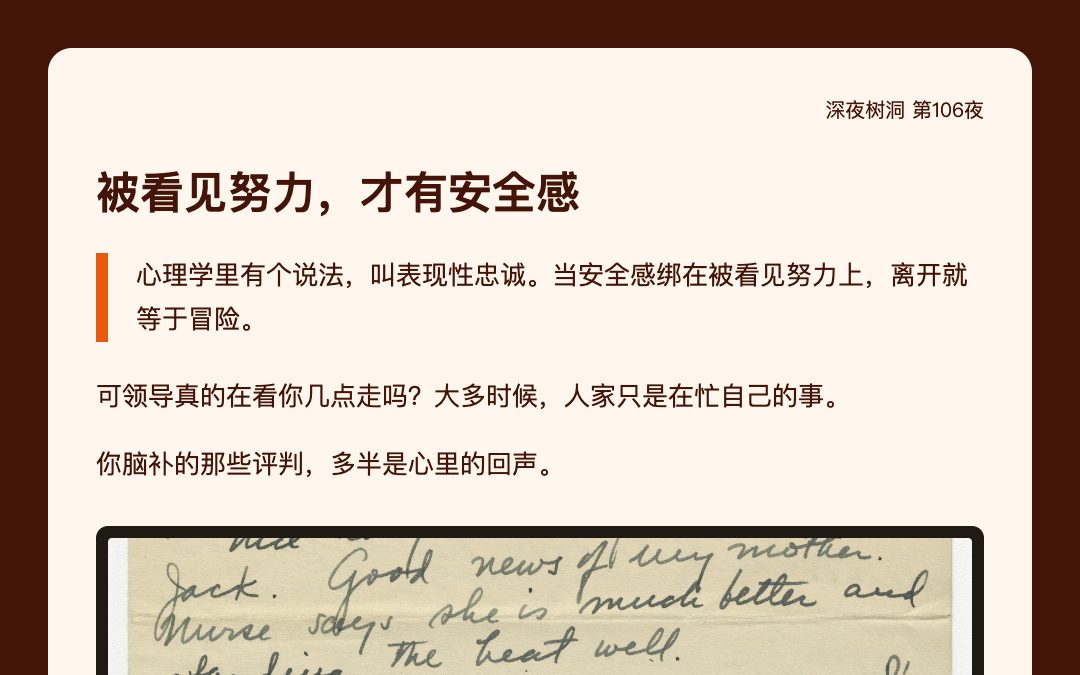 深夜树洞 第106夜
被看见努力，才有安全感
心理学里有个说法，叫表现性忠诚。当安全感绑在被看见努力上，离开就
等于冒险。
可领导真的在看你几点走吗？大多时候，人家只是在忙自己的事。
你脑补的那些评判，多半是心里的回声。
Jack. Good news of my mother.
Nurse says she is much better and
the heat well.